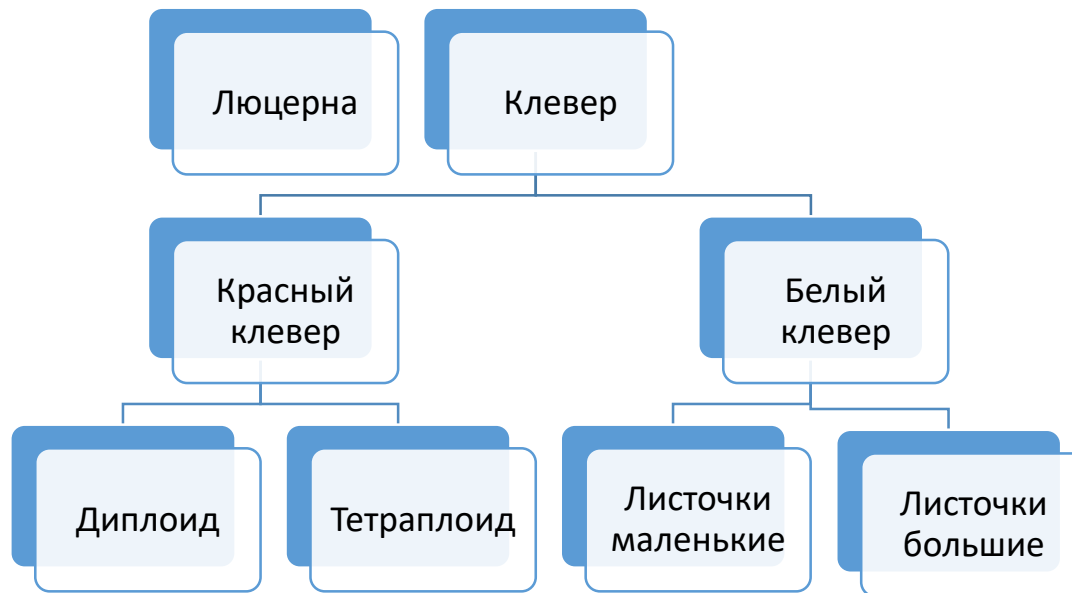 Люцерна
Клевер
Красный
клевер
Белый
клевер
Диплоид
Тетраплоид
Листочки
маленькие
Листочки
большие